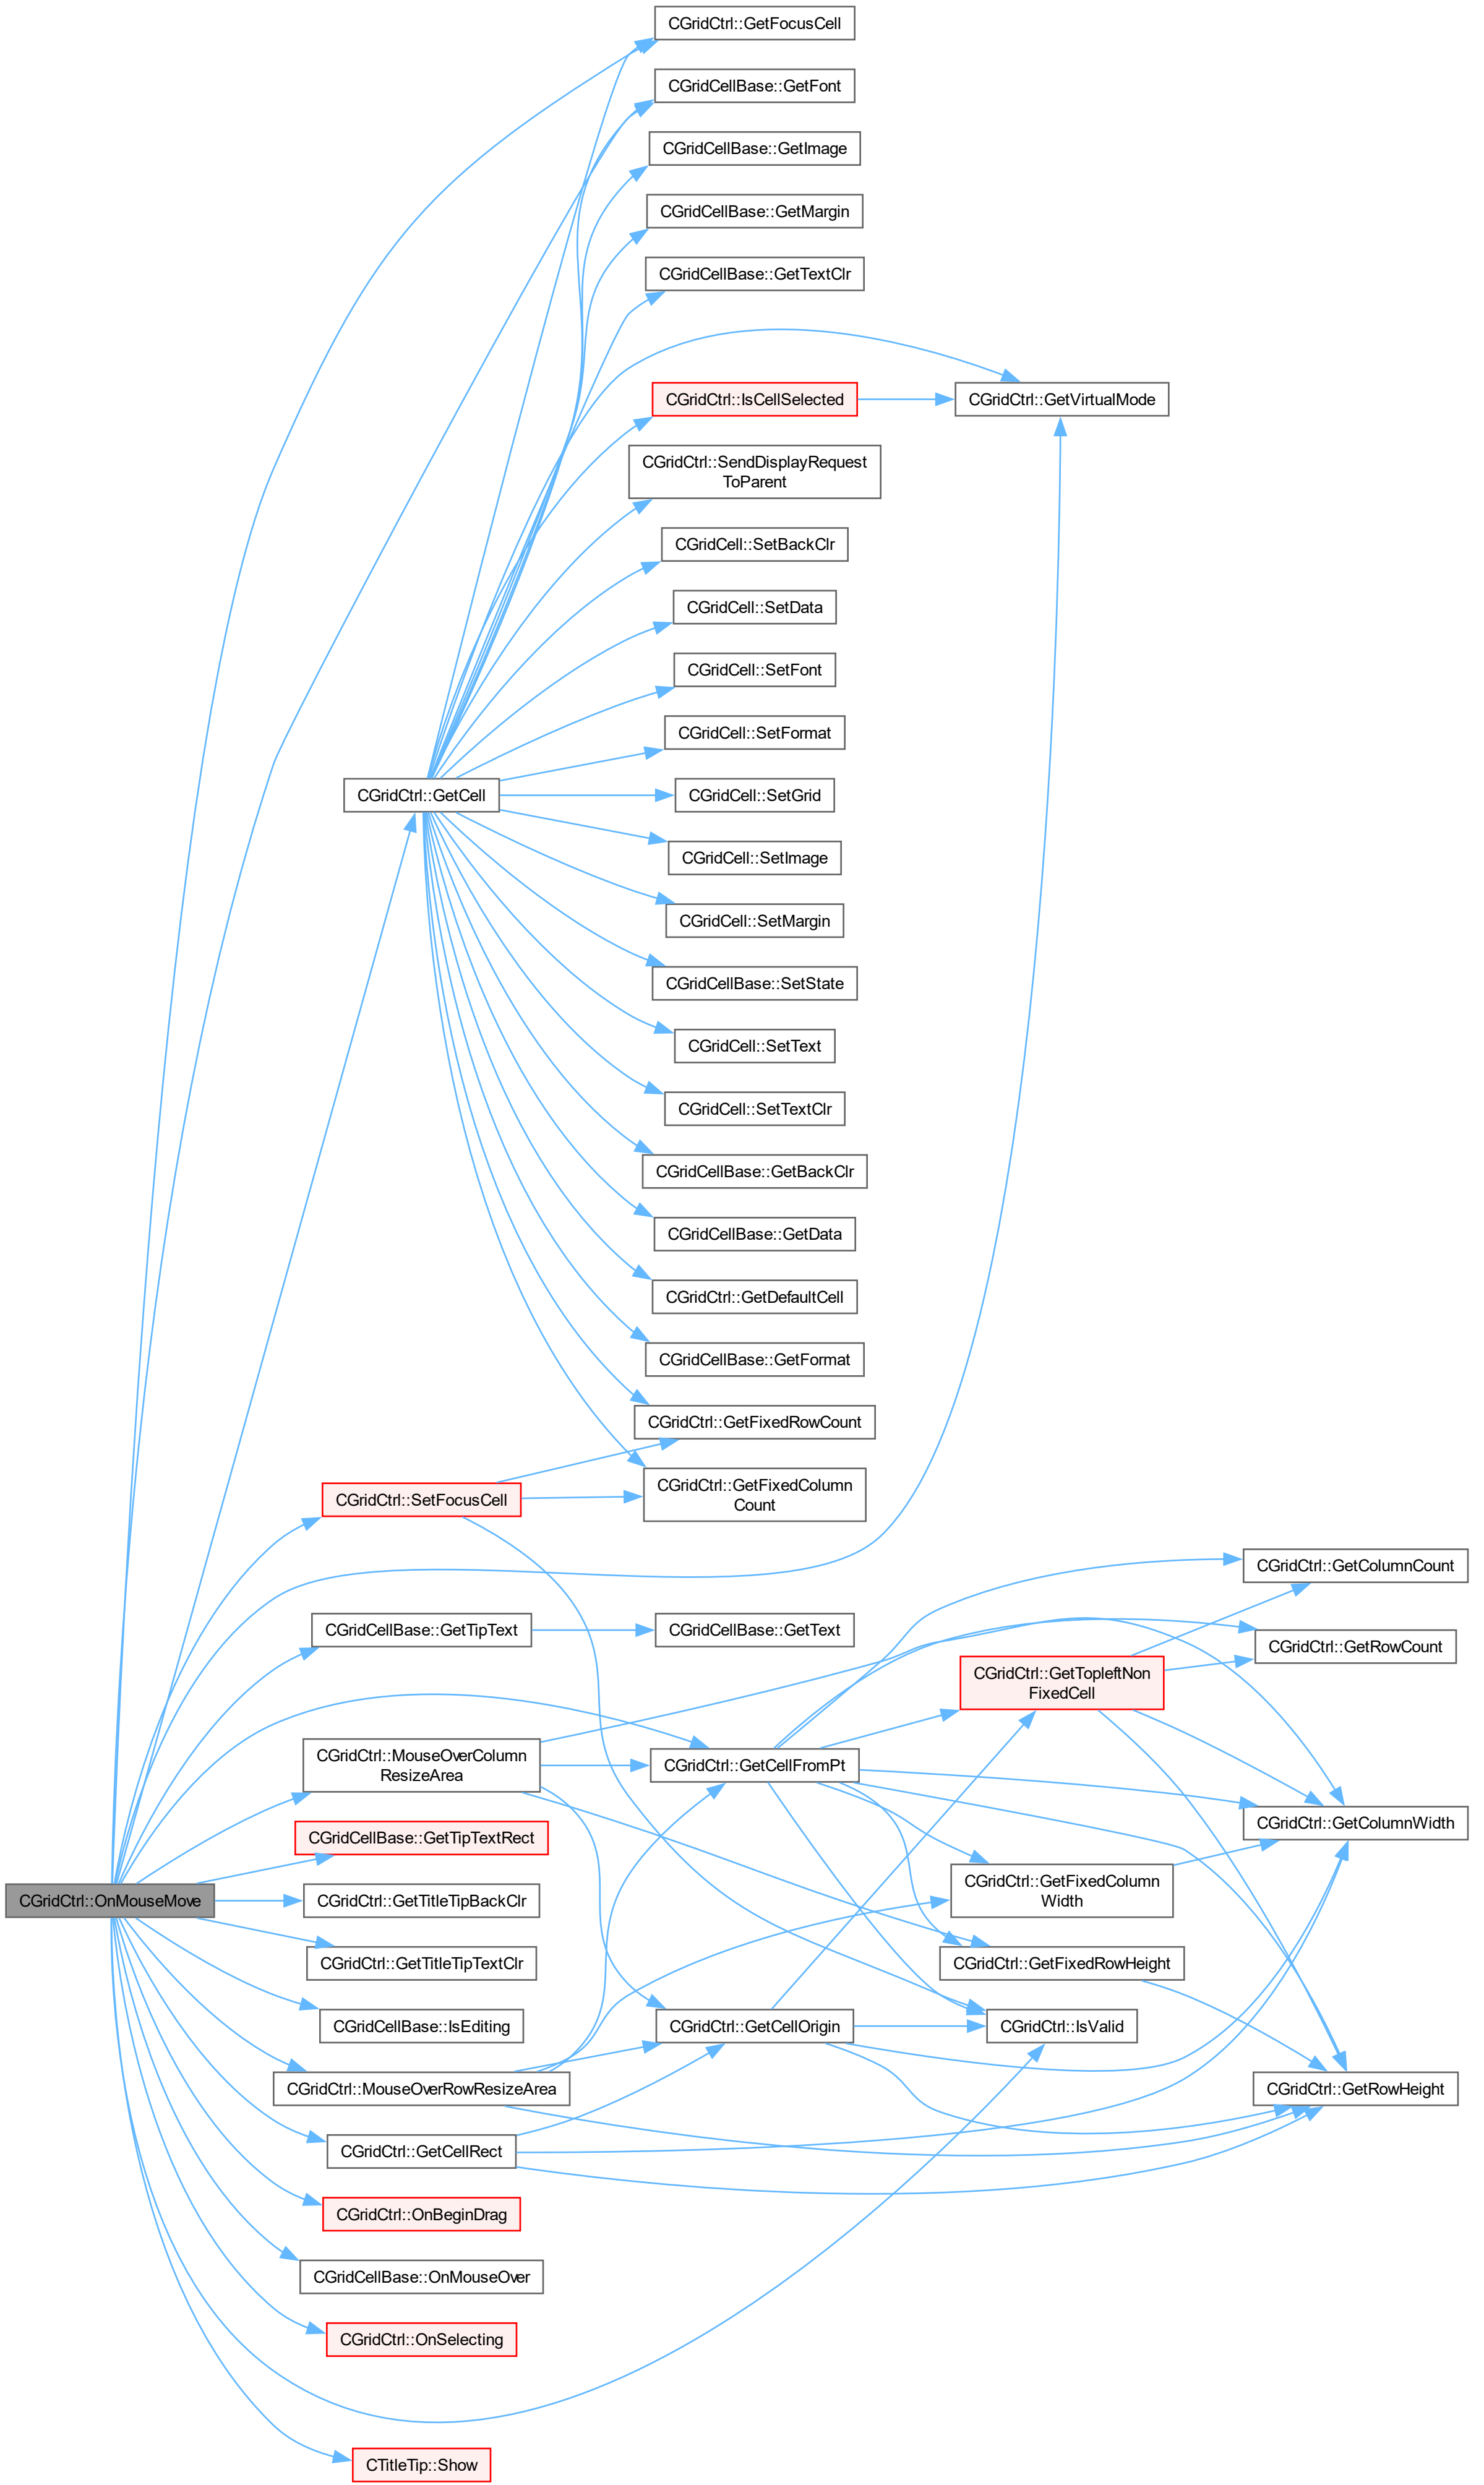 CGridCtrl::GetFocusCell
CGridCellBase::GetFont
CGridCellBase::GetImage
CGridCellBase::GetMargin
CGridCellBase::GetTextClr
CGridCtrl::IsCellSelected
CGridCtrl::GetVirtualMode
CGridCtrl::SendDisplayRequest
ToParent
CGridCell::SetBackClr
CGridCell::SetData
CGridCell::SetFont
CGridCell::SetFormat
CGridCtrl::GetCell
CGridCell::SetGrid
CGridCell::SetImage
CGridCell::SetMargin
CGridCellBase::SetState
CGridCell::SetText
CGridCell::SetTextClr
CGridCellBase::GetBackClr
CGridCellBase::GetData
CGridCtrl::GetDefaultCell
CGridCellBase::GetFormat
CGridCtrl::GetFixedRowCount
CGridCtrl::SetFocusCell
CGridCtrl::GetFixedColumn
Count
CGridCtrl::GetColumnCount
CGridCellBase::GetTipText
CGridCellBase::GetText
CGridCtrl::GetRowCount
CGridCtrl::GetTopleftNon
FixedCell
CGridCtrl::MouseOverColumn
ResizeArea
CGridCtrl::GetCellFromPt
CGridCtrl::GetColumnWidth
CGridCellBase::GetTipTextRect
CGridCtrl::GetFixedColumn
Width
CGridCtrl::OnMouseMove
CGridCtrl::GetTitleTipBackClr
CGridCtrl::GetTitleTipTextClr
CGridCtrl::GetFixedRowHeight
CGridCellBase::IsEditing
CGridCtrl::GetCellOrigin
CGridCtrl::IsValid
CGridCtrl::MouseOverRowResizeArea
CGridCtrl::GetRowHeight
CGridCtrl::GetCellRect
CGridCtrl::OnBeginDrag
CGridCellBase::OnMouseOver
CGridCtrl::OnSelecting
CTitleTip::Show